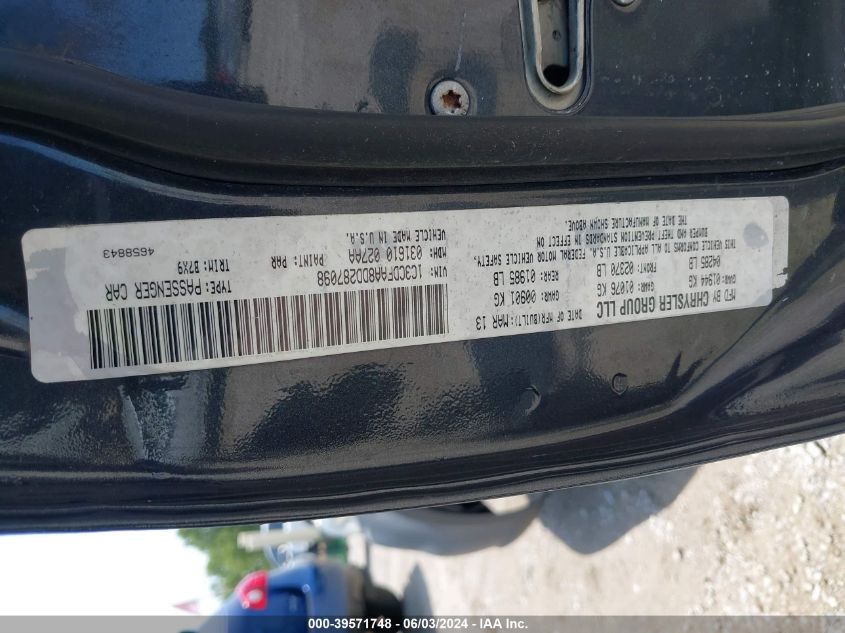 MFD BY CHRYSLER GROUP LLC
DATE OF MFR(BUILT): MAR 13
GVWR: 01944 KG
04285 LB
GAWR: 01076 KG
FRONT: 02370 LB
GAWR: 00901 KG
REAR: 01985 LB
THIS VEHICLE CONFORMS TO ALL APPLICABLE U.S.A.
FEDERAL MOTOR VEHICLE SAFETY,
BUMPER AND THEFT PREVENTION STANDARDS IN EFFECT ON
THE DATE OF MANUFACTURE SHOWN ABOVE.
VIN: 1C3CDFAA8DD287098
TYPE: PASSENGER CAR
MDH: 031610 027AA
PAINT: PAR
TRIM: B7X9
VEHICLE MADE IN U.S.A.
4658843
000-39571748 - 06/03/2024 - IAA Inc.